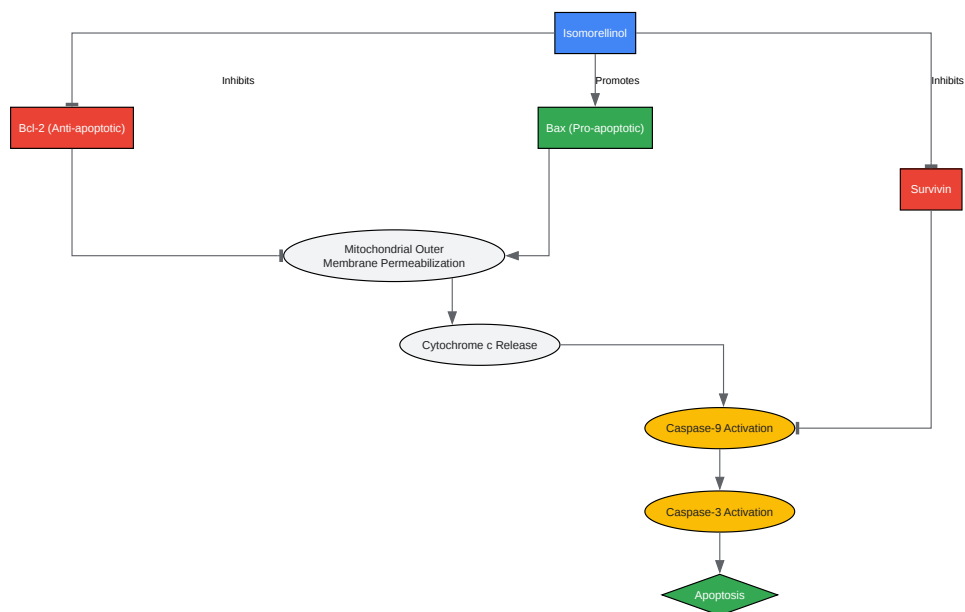 Isomorellinol
Inhibits
Promotes
Inhibits
Bcl-2 (Anti-apoptotic)
Bax (Pro-apoptotic)
Survivin
Mitochondrial Outer
Membrane Permeabilization
Cytochrome c Release
Caspase-9 Activation
Caspase-3 Activation
Apoptosis